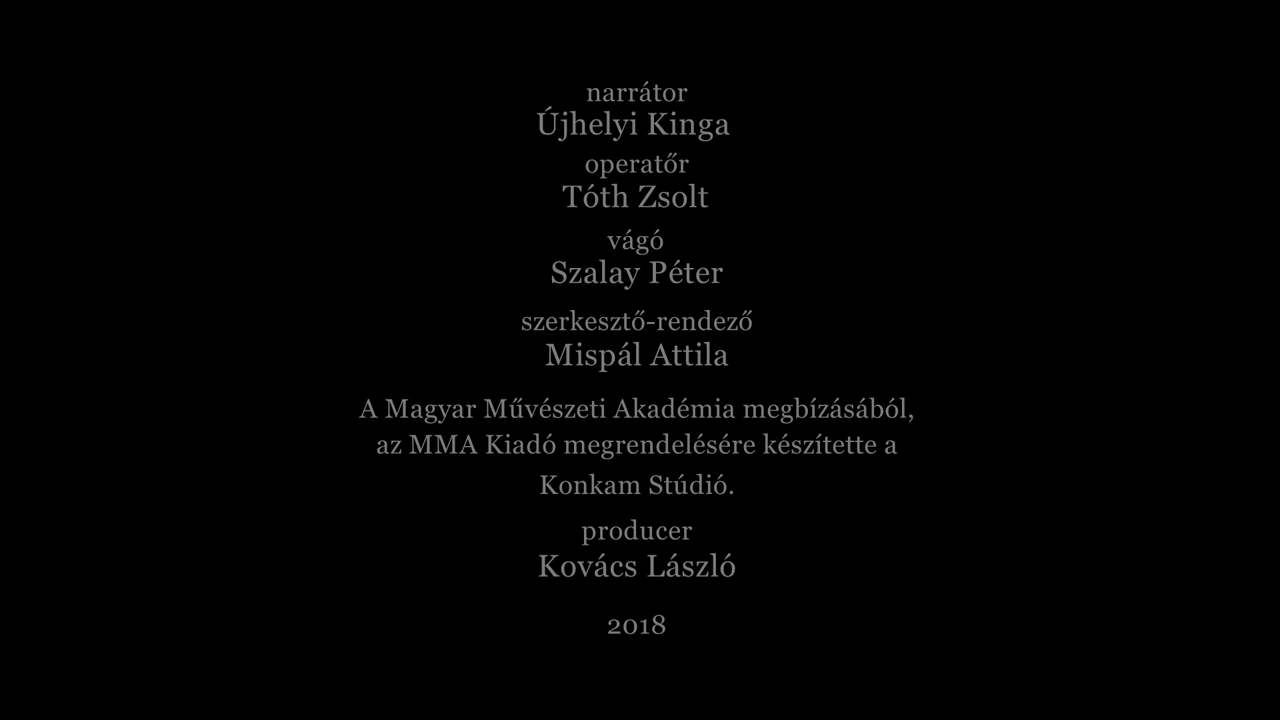 narrátor
Újhelyi Kinga
operatőr
Tóth Zsolt
vágó
Szalay Péter
szerkesztő-rendező
Mispál Attila
A Magyar Művészeti Akadémia megbízásából,
az MMA Kiadó megrendelésére készítette a
Konkam Stúdió.
producer
Kovács László
2018